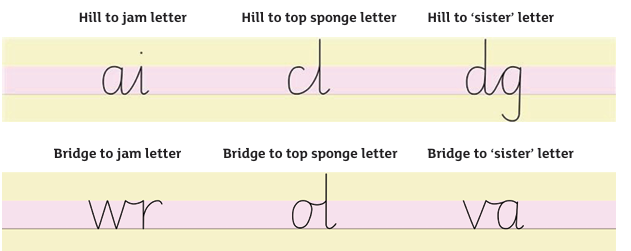 Hill to jam letter Hill to top sponge letter Hill to ‘sister’ letter
ai cl dg
Bridge to jam letter Bridge to top sponge letter Bridge to ‘sister’ letter
wr ol va